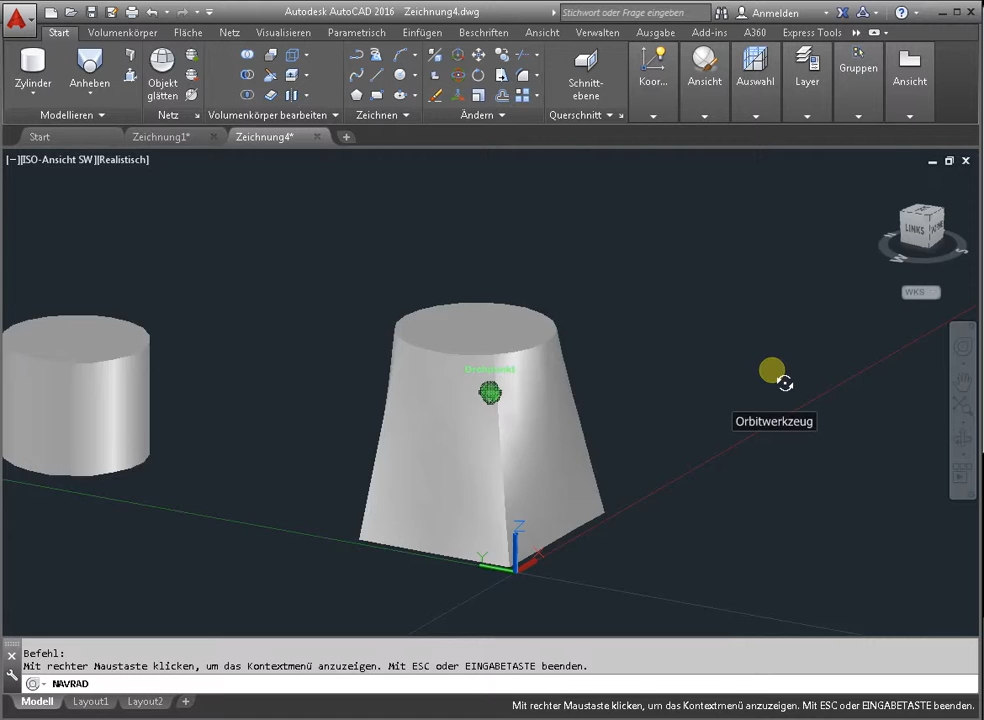 Autodesk AutoCAD 2016 Zeichnung4.dwg
Stichwort oder Frage eingeben
Anmelden
Start Volumenkörper Fläche Netz Visualisieren Parametrisch Einfügen Beschriften Ansicht Verwalten Ausgabe Add-ins A360 Express Tools
Zylinder Anheben Objekt glätten Schnitt-ebene Koor... Ansicht Auswahl Layer Gruppen Ansicht
Modellieren Netz Volumenkörper bearbeiten Zeichnen Ändern Querschnitt
Start Zeichnung1* Zeichnung4*
[−][ISO-Ansicht SW][Realistisch]
LINKS
WKS
Drehpunkt
Orbitwerkzeug
Z
Y X
Befehl:
Mit rechter Maustaste klicken, um das Kontextmenü anzuzeigen. Mit ESC oder EINGABETASTE beenden.
NAVRAD
Modell Layout1 Layout2
Mit rechter Maustaste klicken, um das Kontextmenü anzuzeigen. Mit ESC oder EINGABETASTE beenden.